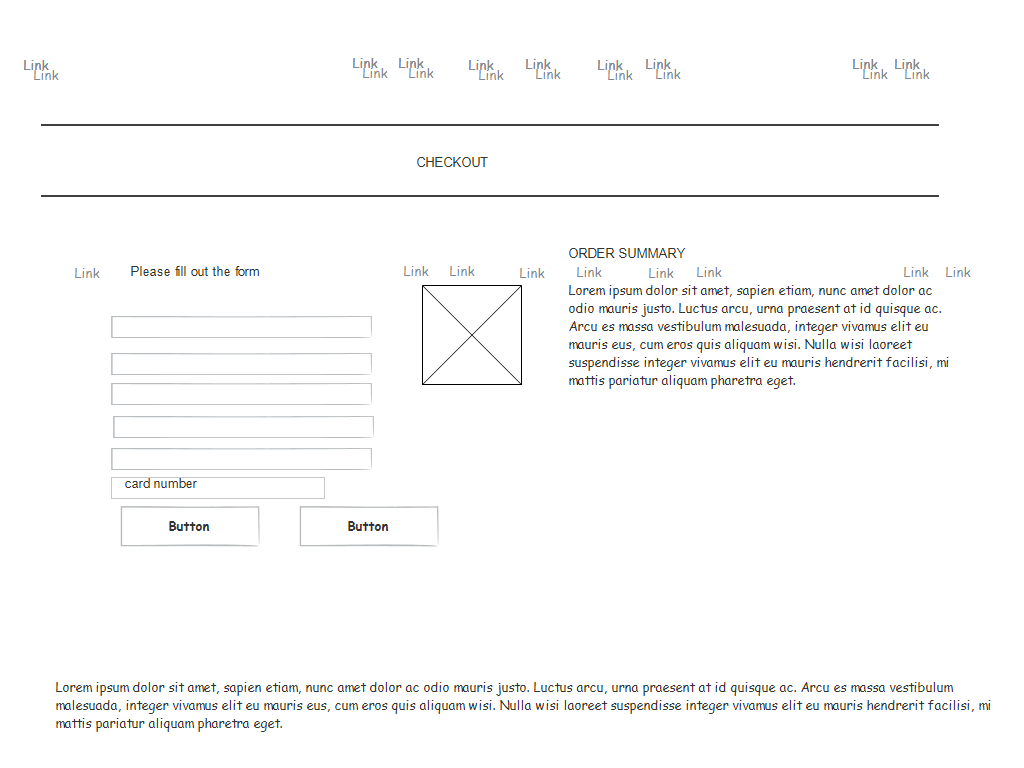 Link Link Link Link Link Link Link Link Link
Link Link Link Link Link Link Link Link Link
CHECKOUT
ORDER SUMMARY
Link Please fill out the form Link Link Link Link Link Link Link Link
Lorem ipsum dolor sit amet, sapien etiam, nunc amet dolor ac
odio mauris justo. Luctus arcu, urna praesent at id quisque ac.
Arcu es massa vestibulum malesuada, integer vivamus elit eu
mauris eus, cum eros quis aliquam wisi. Nulla wisi laoreet
suspendisse integer vivamus elit eu mauris hendrerit facilisi, mi
mattis pariatur aliquam pharetra eget.
card number
Button Button
Lorem ipsum dolor sit amet, sapien etiam, nunc amet dolor ac odio mauris justo. Luctus arcu, urna praesent at id quisque ac. Arcu es massa vestibulum
malesuada, integer vivamus elit eu mauris eus, cum eros quis aliquam wisi. Nulla wisi laoreet suspendisse integer vivamus elit eu mauris hendrerit facilisi, mi
mattis pariatur aliquam pharetra eget.